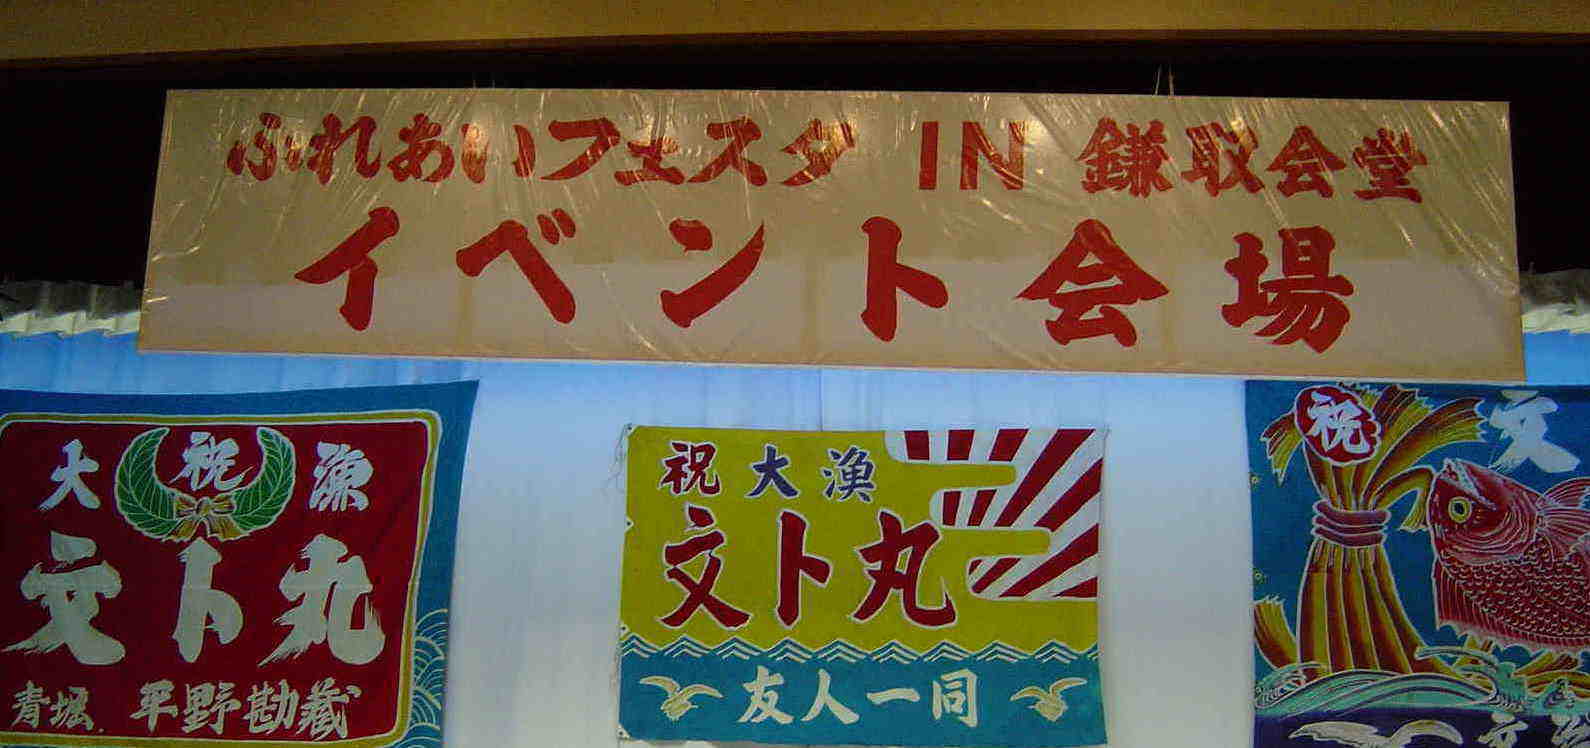 ふれあいフェスタ IN 鎌取会堂
イベント会場
大 祝 漁
文卜丸
青堀 平野勘蔵
祝 大 漁
文卜丸
友人一同
祝
文